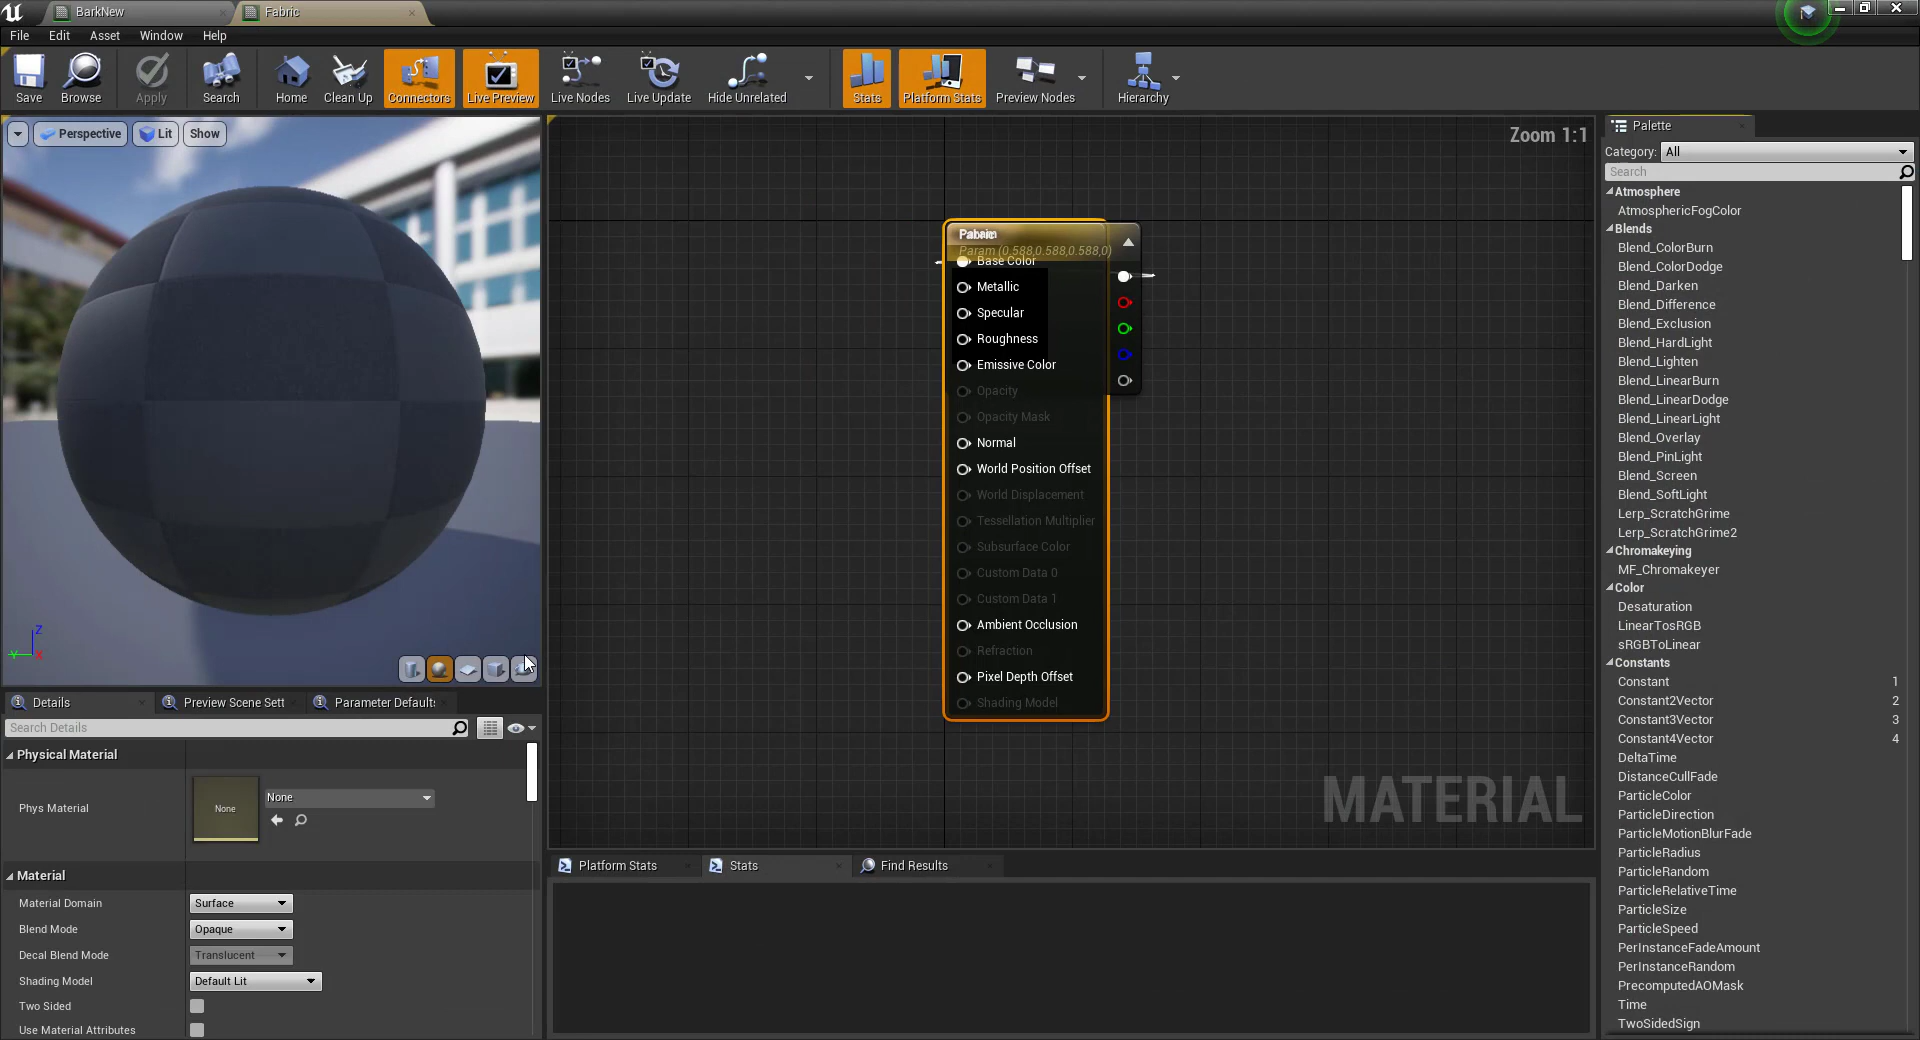 BarkNew
Fabric
File Edit Asset Window Help
Save
Browse
Apply
Search
Home
Clean Up
Connectors
Live Preview
Live Nodes
Live Update
Hide Unrelated
Stats
Platform Stats
Preview Nodes
Hierarchy
Perspective
Lit
Show
Z
Y
X
Zoom 1:1
Param (0.588,0.588,0.588,0)
Base Color
Metallic
Specular
Roughness
Emissive Color
Opacity
Opacity Mask
Normal
World Position Offset
World Displacement
Tessellation Multiplier
Subsurface Color
Custom Data 0
Custom Data 1
Ambient Occlusion
Refraction
Pixel Depth Offset
Shading Model
MATERIAL
Details
Preview Scene Sett
Parameter Defaults
Search Details
Physical Material
Phys Material
None
None
Material
Material Domain
Surface
Blend Mode
Opaque
Decal Blend Mode
Translucent
Shading Model
Default Lit
Two Sided
Use Material Attributes
Platform Stats
Stats
Find Results
Palette
Category: All
Search
Atmosphere
AtmosphericFogColor
Blends
Blend_ColorBurn
Blend_ColorDodge
Blend_Darken
Blend_Difference
Blend_Exclusion
Blend_HardLight
Blend_Lighten
Blend_LinearBurn
Blend_LinearDodge
Blend_LinearLight
Blend_Overlay
Blend_PinLight
Blend_Screen
Blend_SoftLight
Lerp_ScratchGrime
Lerp_ScratchGrime2
Chromakeying
MF_Chromakeyer
Color
Desaturation
LinearTosRGB
sRGBToLinear
Constants
Constant 1
Constant2Vector 2
Constant3Vector 3
Constant4Vector 4
DeltaTime
DistanceCullFade
ParticleColor
ParticleDirection
ParticleMotionBlurFade
ParticleRadius
ParticleRandom
ParticleRelativeTime
ParticleSize
ParticleSpeed
PerInstanceFadeAmount
PerInstanceRandom
PrecomputedAOMask
Time
TwoSidedSign